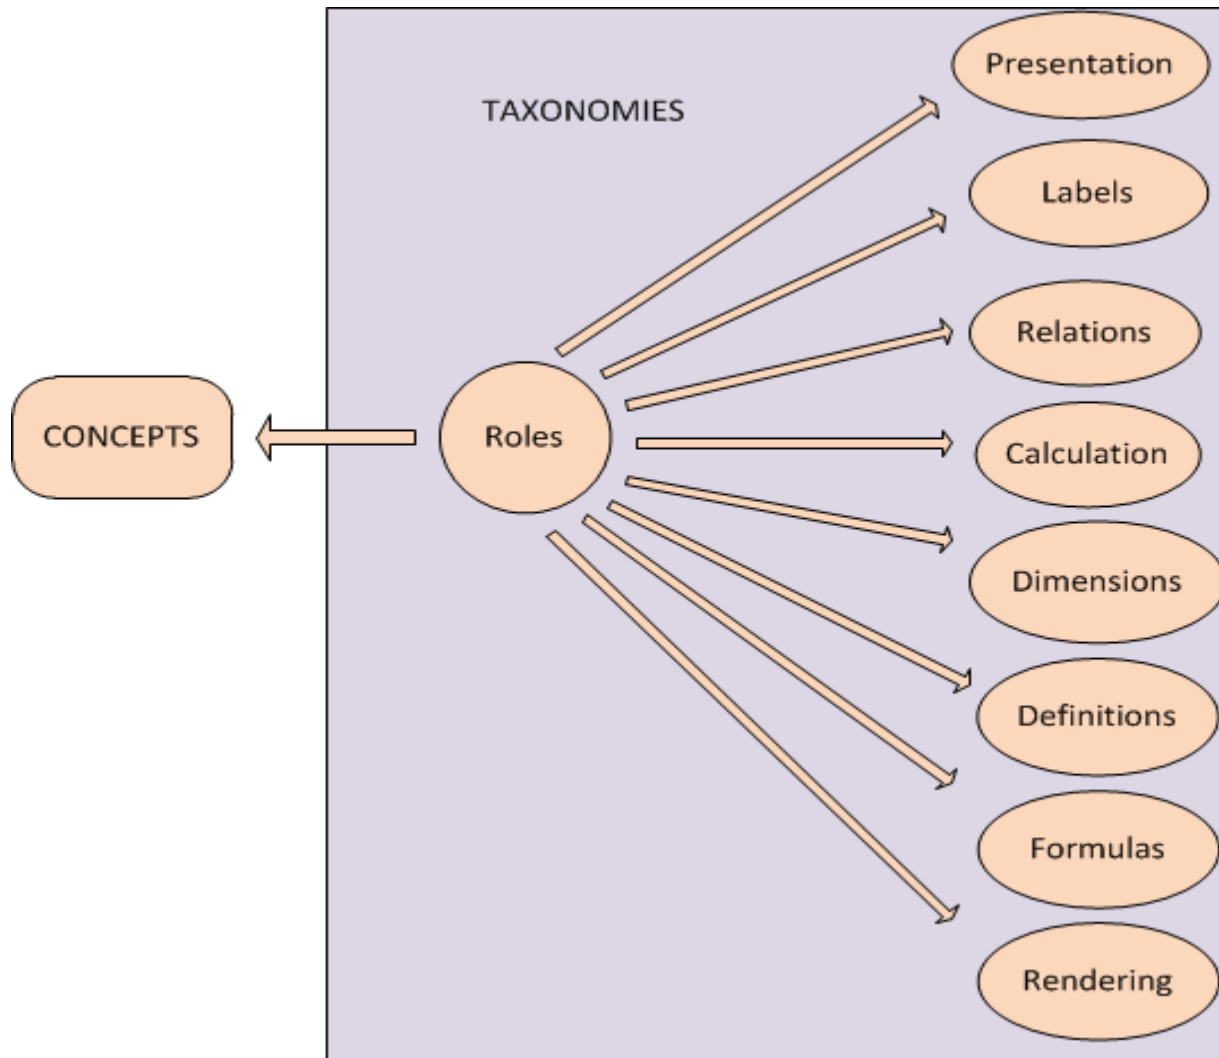 Presentation
TAXONOMIES
Labels
Relations
CONCEPTS
Roles
Calculation
Dimensions
Definitions
Formulas
Rendering